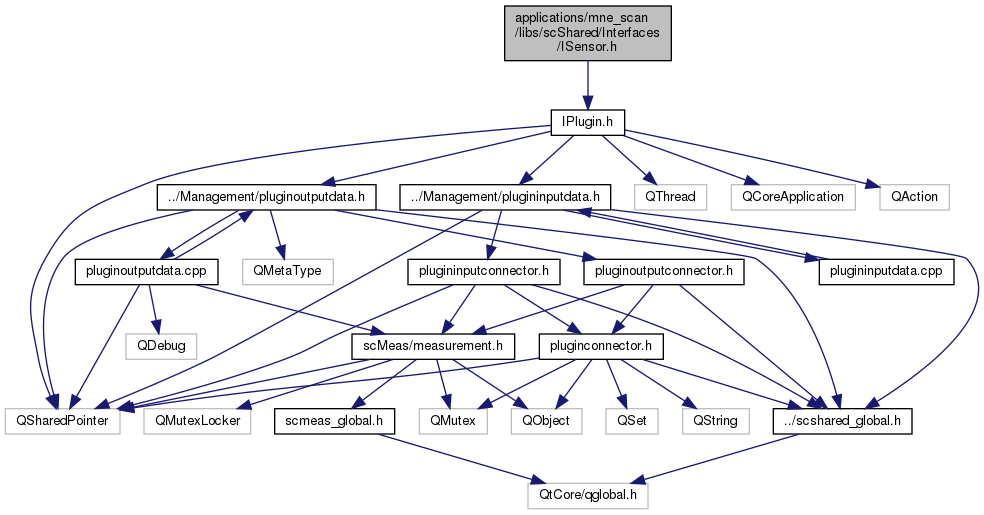 applications/mne_scan
/libs/scShared/Interfaces
/ISensor.h
IPlugin.h
../Management/pluginoutputdata.h
../Management/plugininputdata.h
QThread
QCoreApplication
QAction
pluginoutputdata.cpp
QMetaType
plugininputconnector.h
pluginoutputconnector.h
plugininputdata.cpp
QDebug
scMeas/measurement.h
pluginconnector.h
QSharedPointer
QMutexLocker
scmeas_global.h
QMutex
QObject
QSet
QString
../scshared_global.h
QtCore/qglobal.h